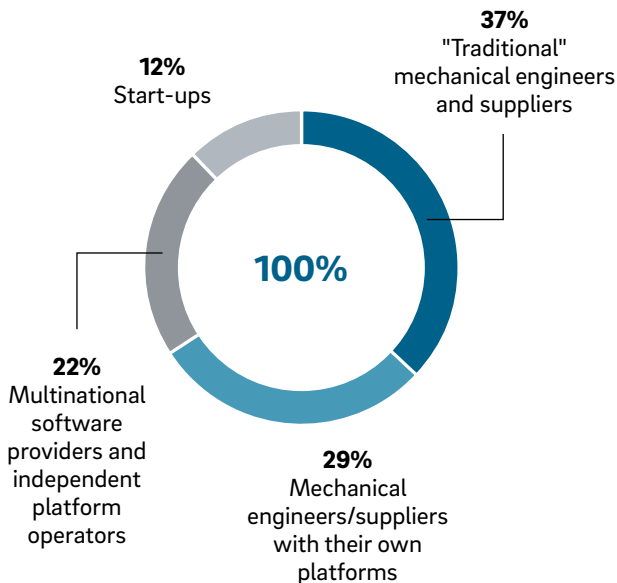 37%
"Traditional"
mechanical engineers
and suppliers
12%
Start-ups
100%
22%
Multinational
software
providers and
independent
platform
operators
29%
Mechanical
engineers/suppliers
with their own
platforms